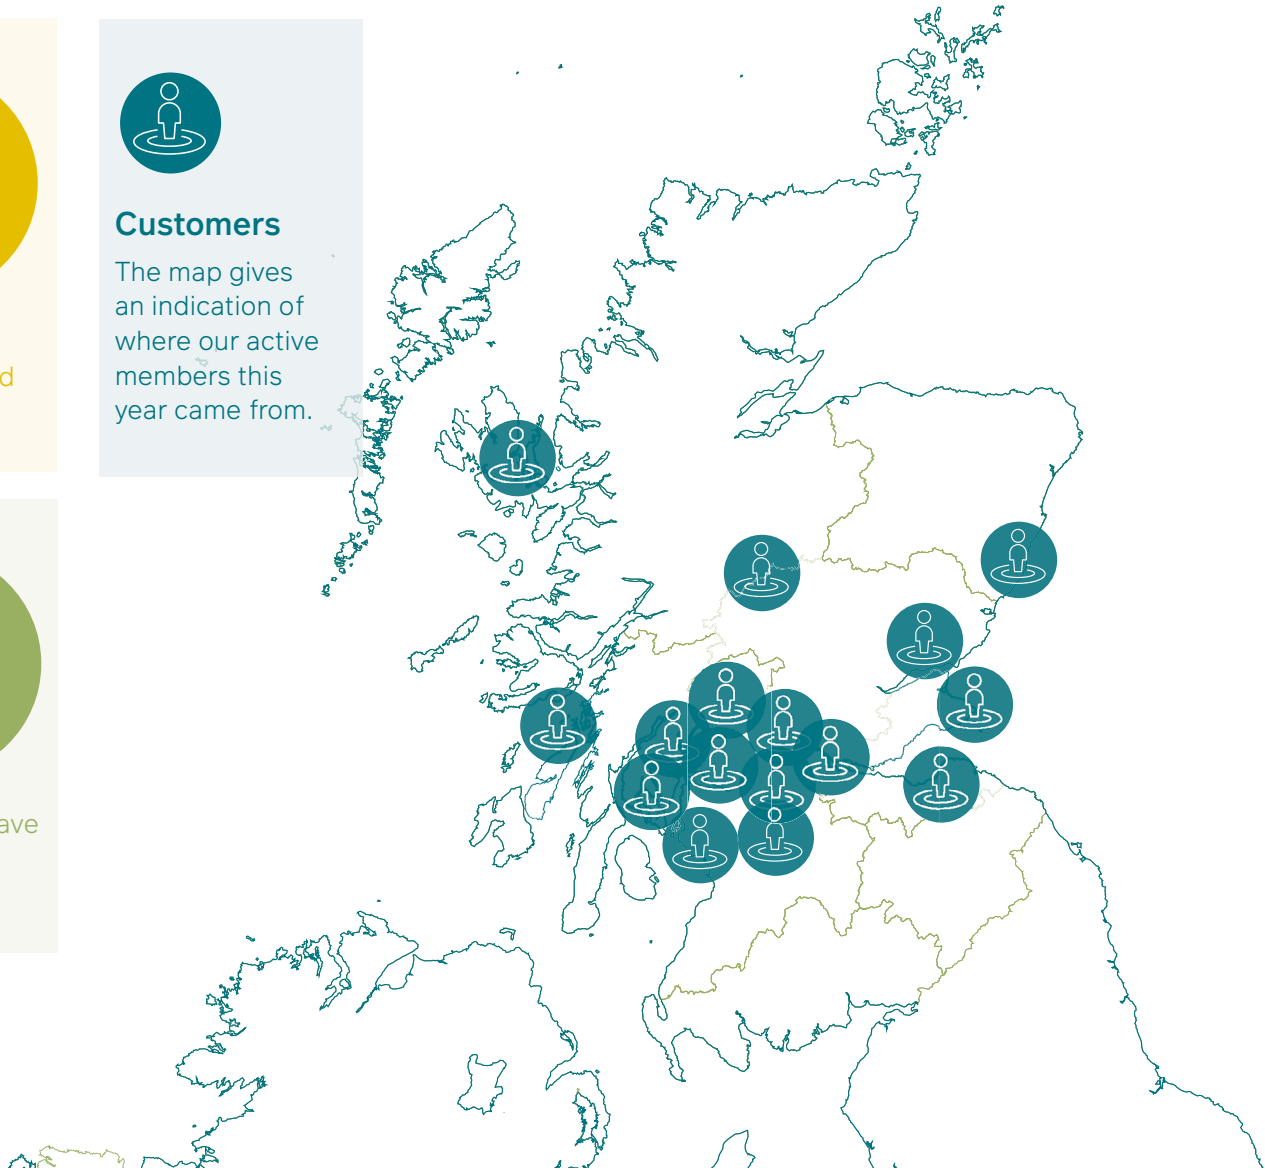 Customers
The map gives
an indication of
where our active
members this
year came from.
d
ave